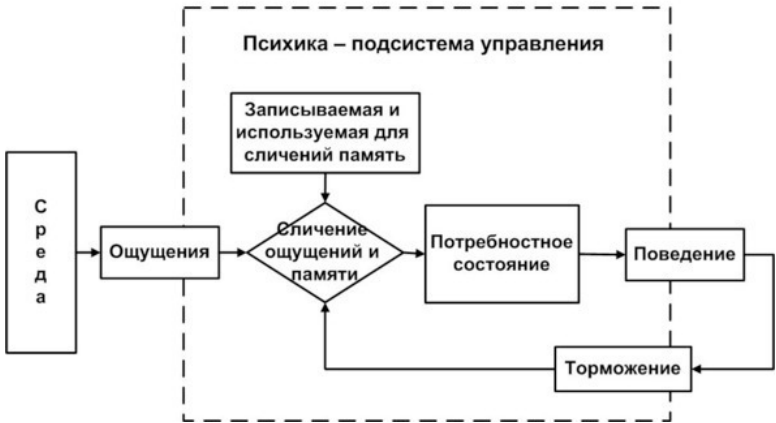 Психика – подсистема управления
Записываемая и
используемая для
сличений память
С
р
е
д
а
Ощущения
Сличение
ощущений и
памяти
Потребностное
состояние
Поведение
Торможение